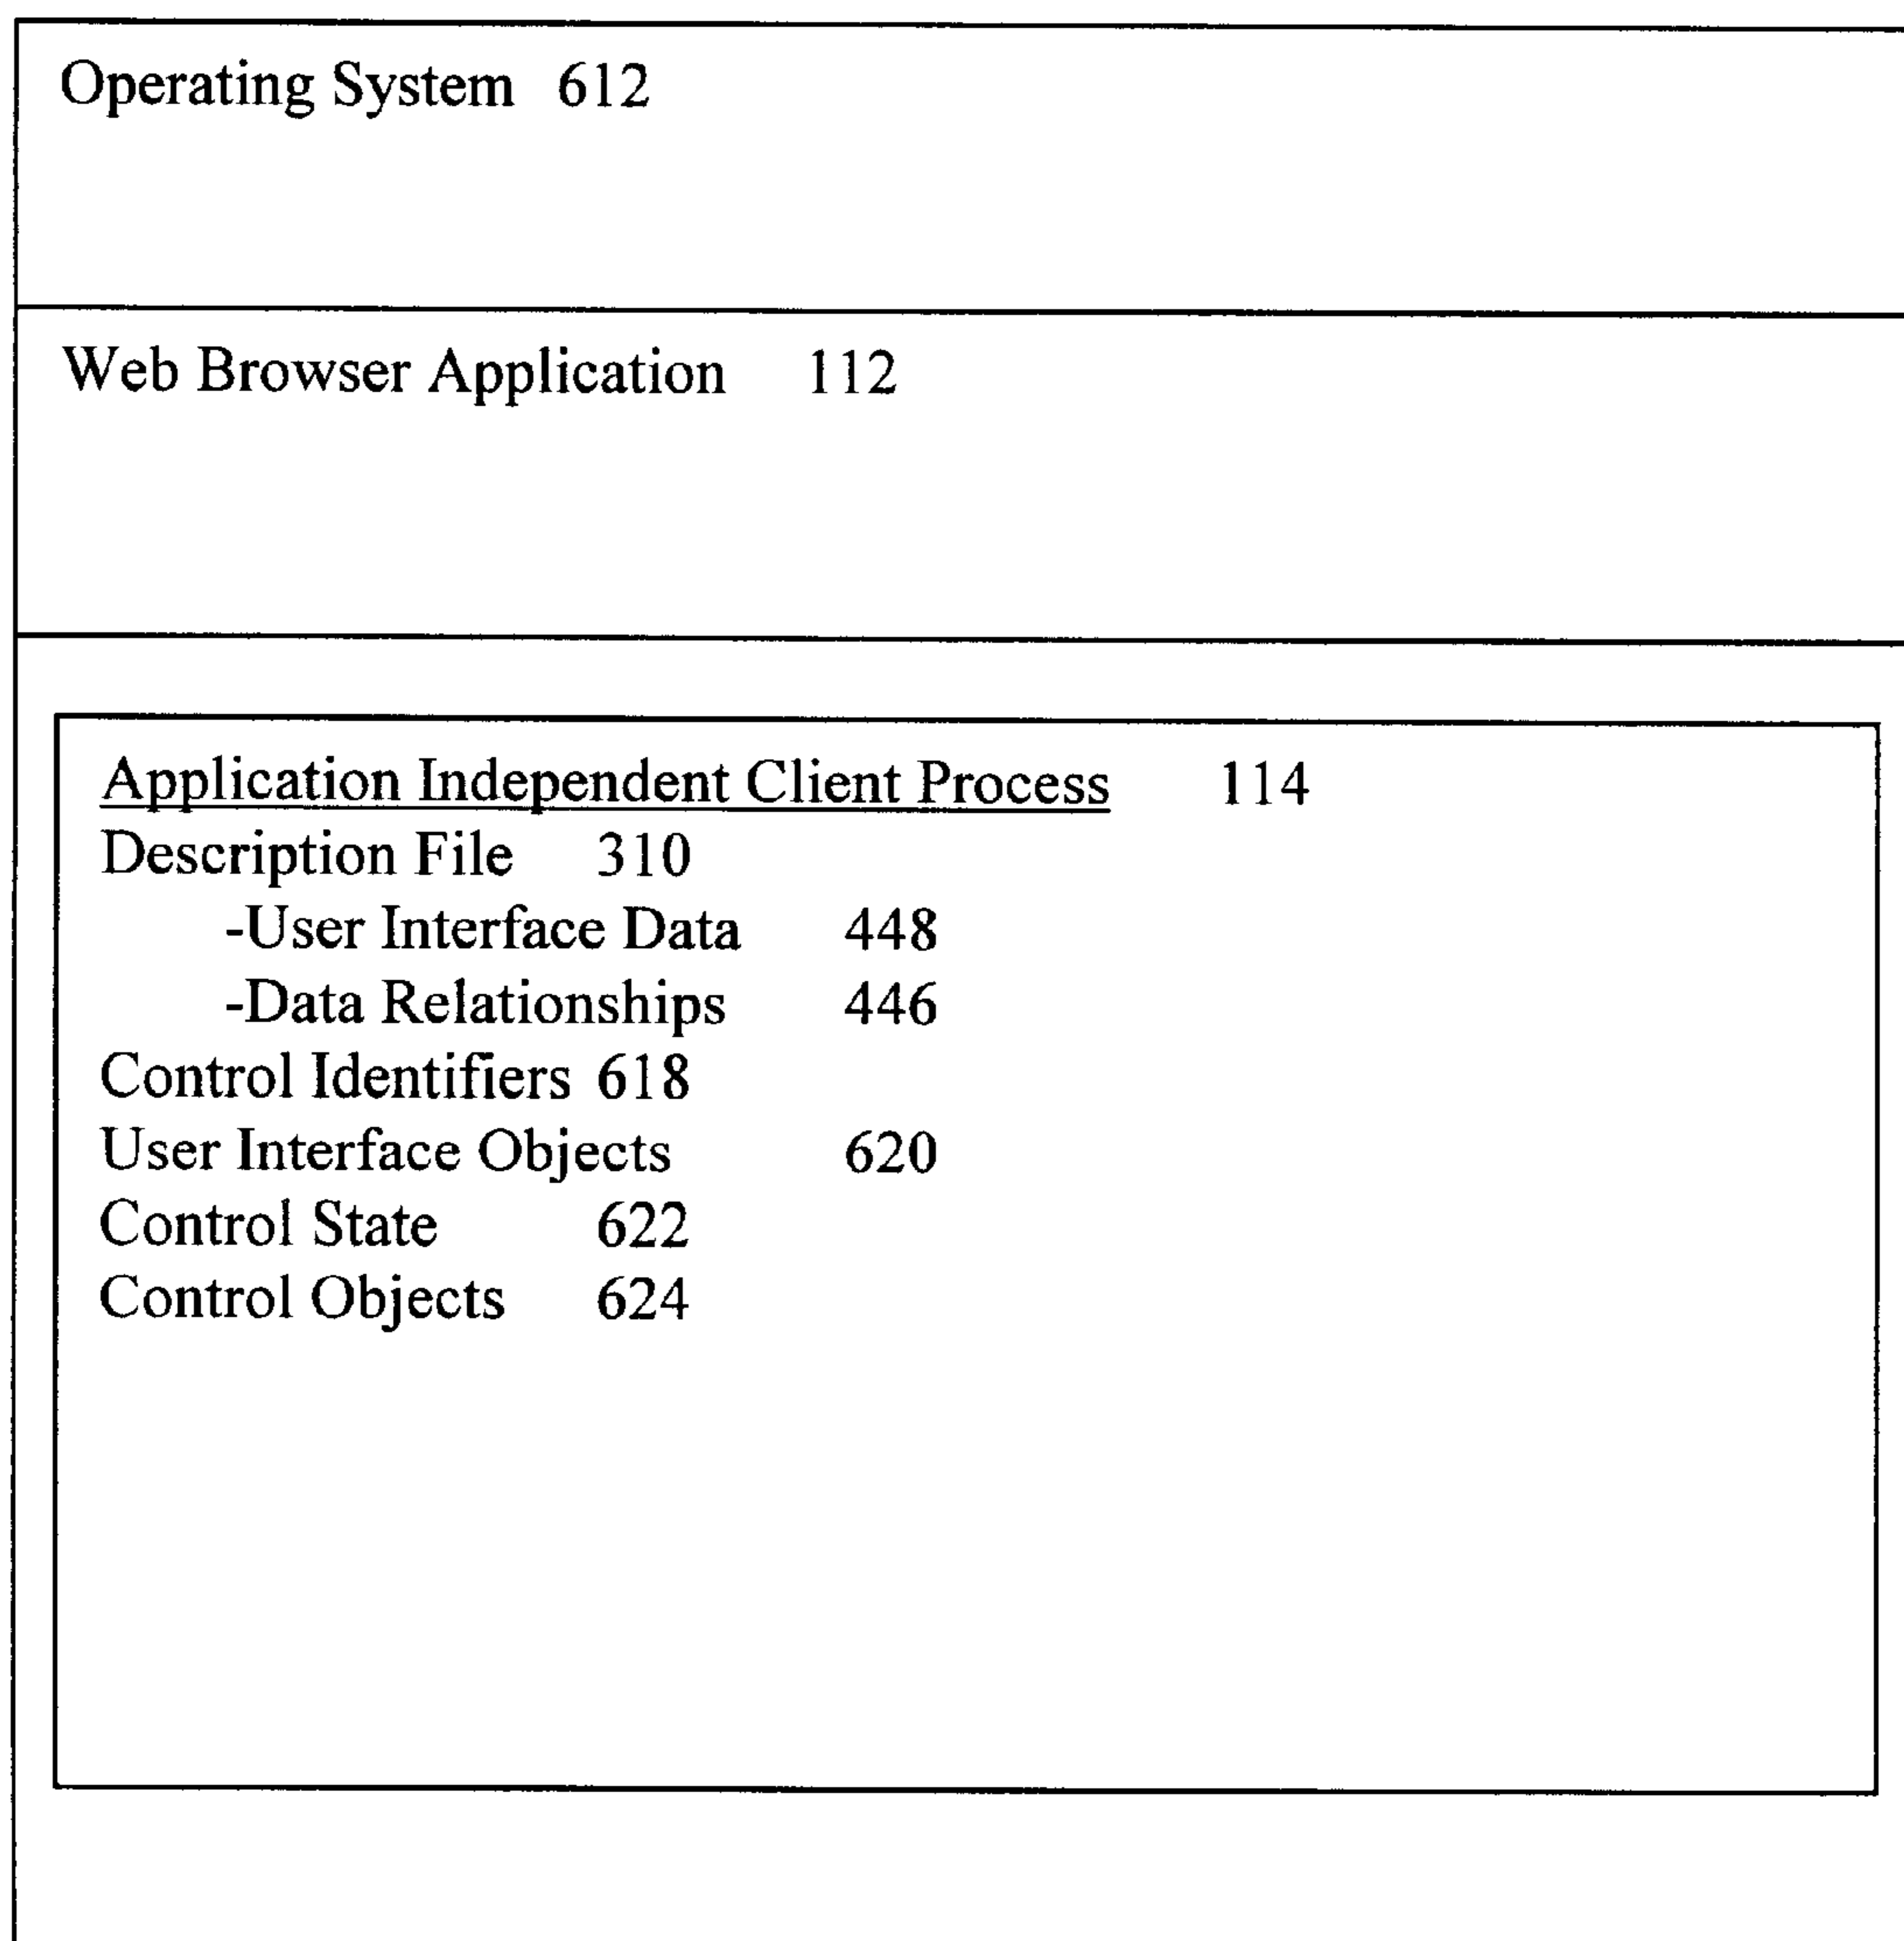 Operating System 612
Web Browser Application 112
Application Independent Client Process 114
Description File 310
-User Interface Data 448
-Data Relationships 446
Control Identifiers 618
User Interface Objects 620
Control State 622
Control Objects 624